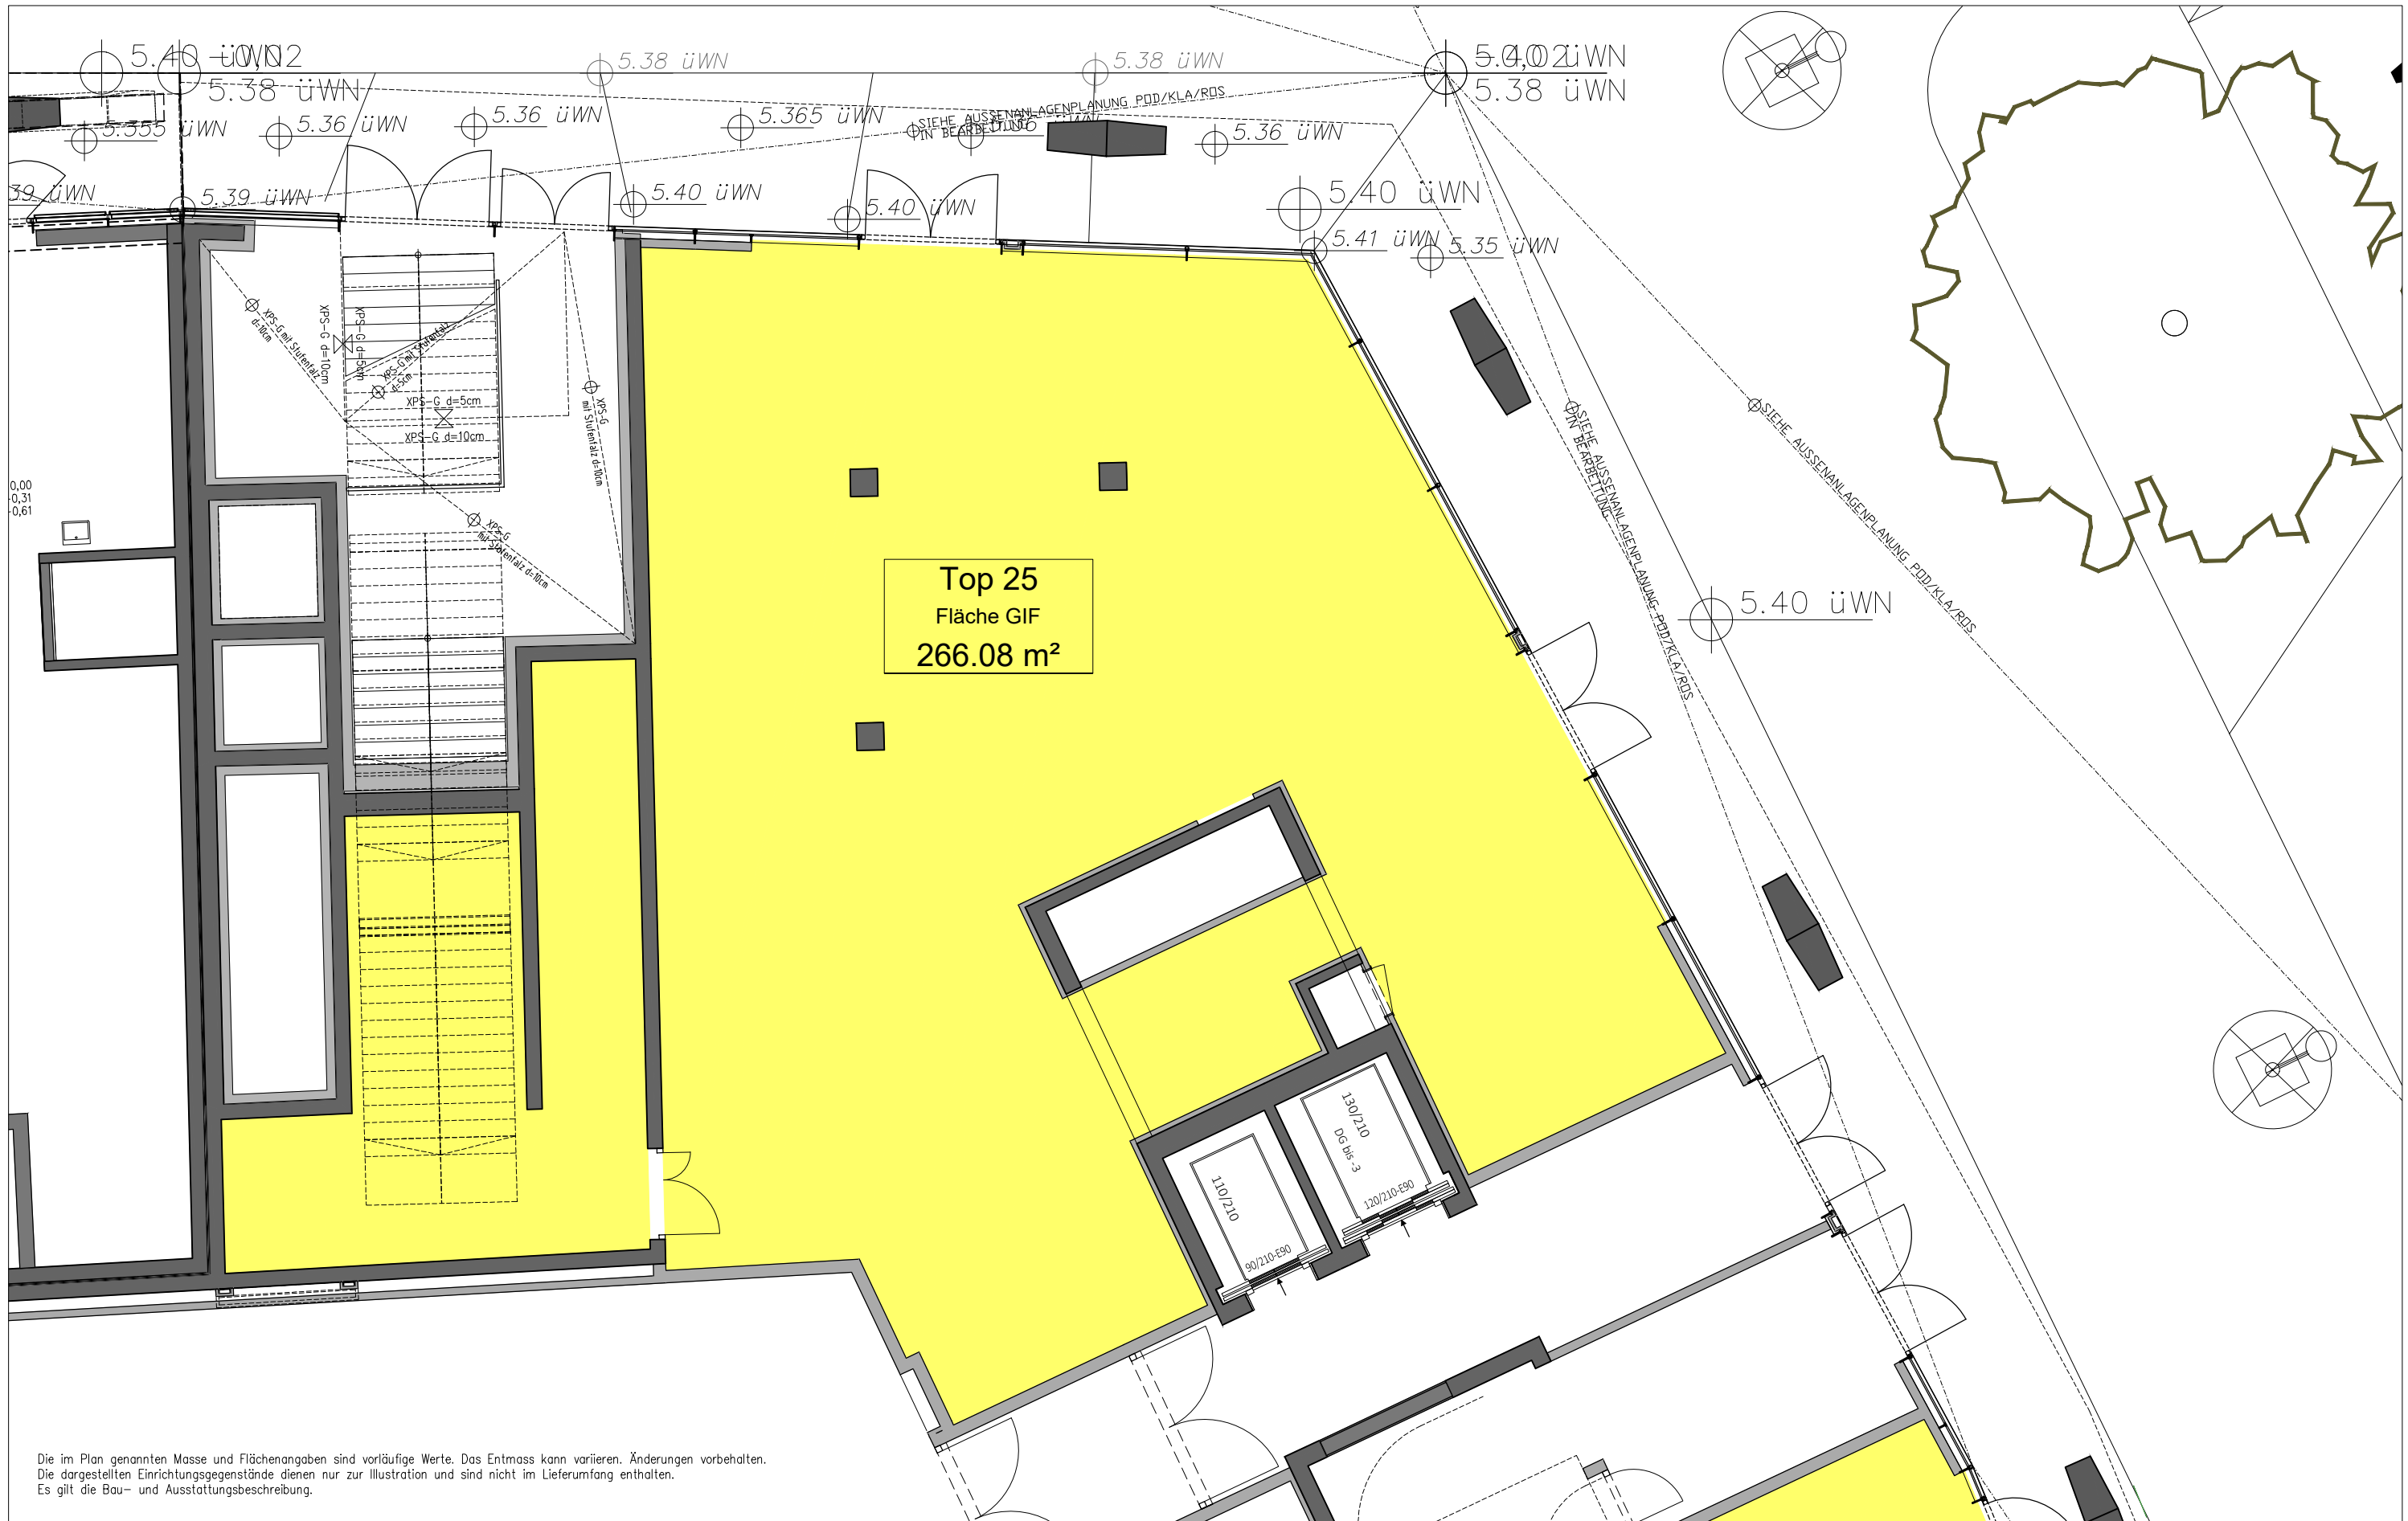 5.40 üWN
5.38 üWN
5.38 üWN
5.38 üWN
5.38 üWN
5.355 üWN
5.36 üWN
5.36 üWN
5.365 üWN
SIEHE AUSSENANLAGENPLANUNG POD/KLA/ROS
IN BEARBEITUNG
5.36 üWN
39 üWN
5.39 üWN
5.40 üWN
5.40 üWN
5.40 üWN
5.41 üWN
5.35 üWN
XPS-G mit Stufenfalz
d=10cm
XPS-G d=10cm
XPS-G d=5cm
XPS-G mit Stufenfalz
d=5cm
XPS-G d=5cm
XPS-G d=10cm
XPS-G
mit Stufenfalz d=10cm
XPS-G
mit Stufenfalz d=10cm
0,00
-0,31
-0,61
SIEHE AUSSENANLAGENPLANUNG POD/KLA/ROS
IN BEARBEITUNG
SIEHE AUSSENANLAGENPLANUNG POD/KLA/ROS
5.40 üWN
Top 25
Fläche GIF
266.08 m²
130/210
DG bis -3
120/210-E90
110/210
90/210-E90
Die im Plan genannten Masse und Flächenangaben sind vorläufige Werte. Das Entmass kann variieren. Änderungen vorbehalten.
Die dargestellten Einrichtungsgegenstände dienen nur zur Illustration und sind nicht im Lieferumfang enthalten.
Es gilt die Bau- und Ausstattungsbeschreibung.